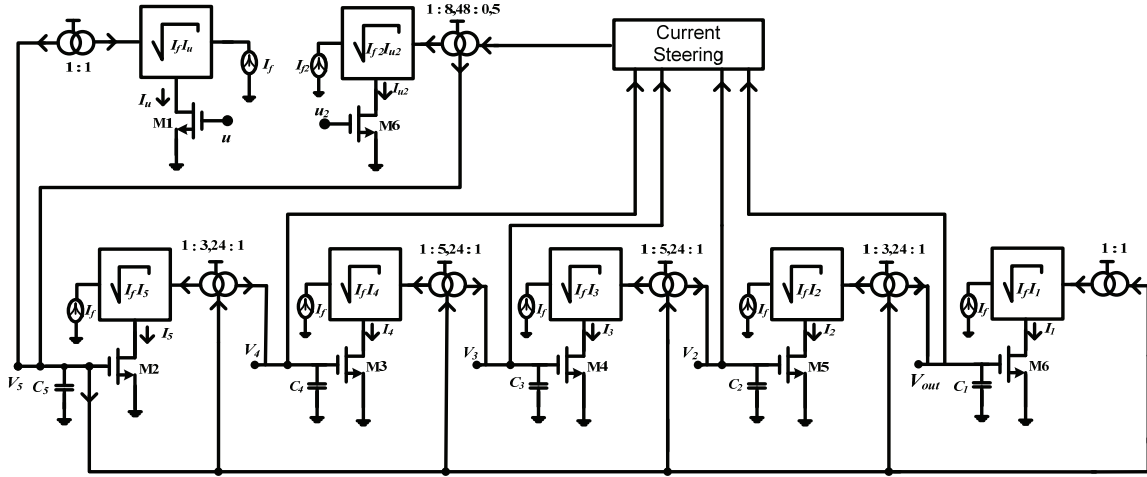 1:8,48:0,5
Current
Steering
√IfIu
√If2Iu2
1:1
If
If2
Iu
Iu2
M1
u
u2
M6
1:3,24:1
1:5,24:1
1:5,24:1
1:3,24:1
1:1
√IfI5
√IfI4
√IfI3
√IfI2
√IfI1
If
If
If
If
If
I5
I4
I3
I2
I1
V5
C5
M2
V4
C4
M3
V3
C3
M4
V2
C2
M5
Vout
C1
M6